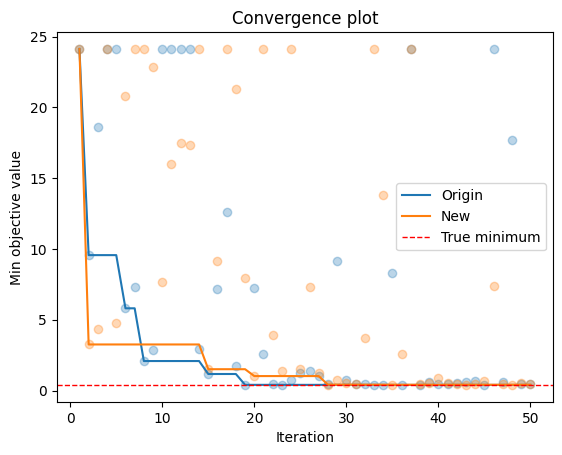 Convergence plot
Min objective value
25
20
15
10
5
0
Origin
New
True minimum
0 10 20 30 40 50
Iteration